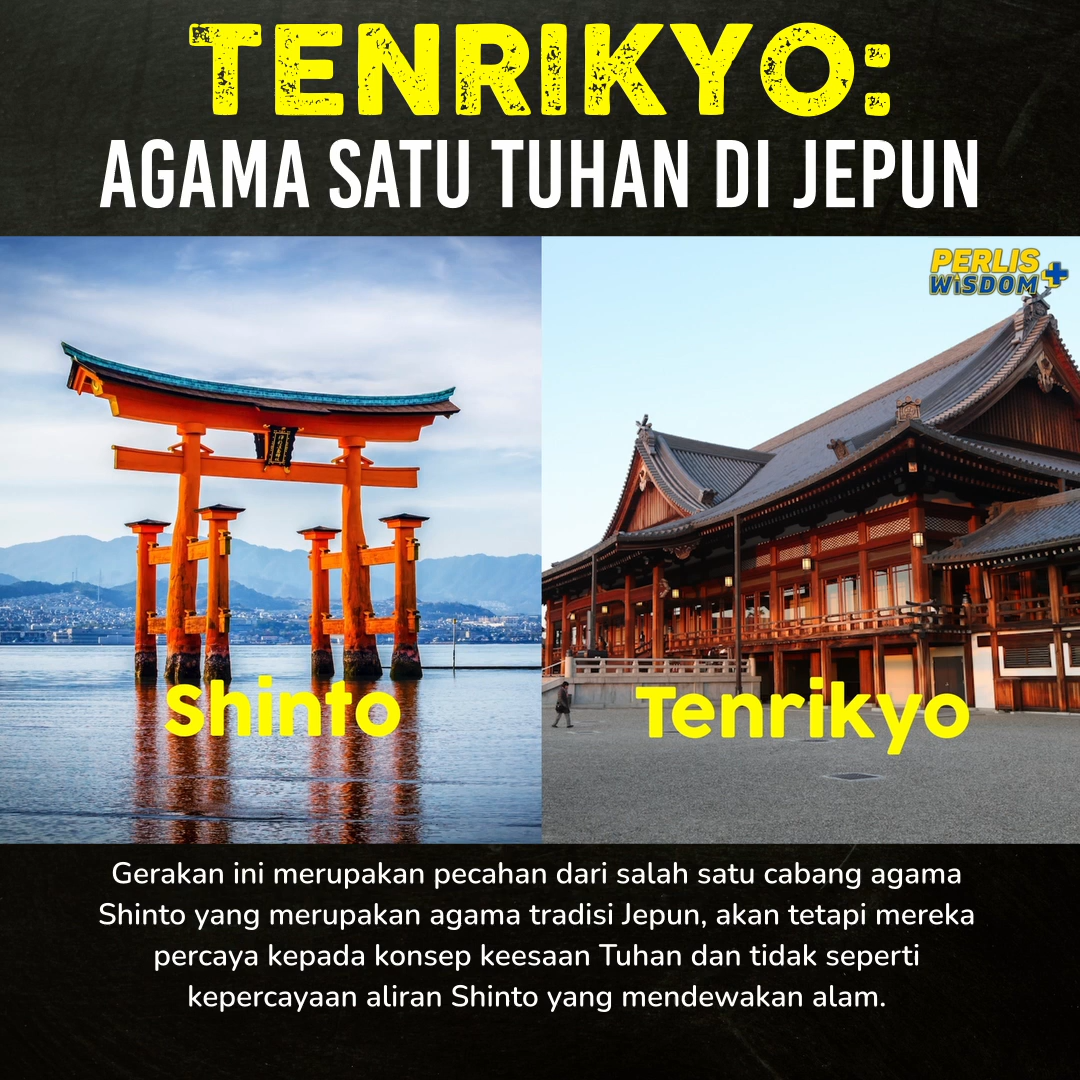 TENRIKYO:
AGAMA SATU TUHAN DI JEPUN
PERLIS
WiSDOM+
Shinto
Tenrikyo
Gerakan ini merupakan pecahan dari salah satu cabang agama
Shinto yang merupakan agama tradisi Jepun, akan tetapi mereka
percaya kepada konsep keesaan Tuhan dan tidak seperti
kepercayaan aliran Shinto yang mendewakan alam.